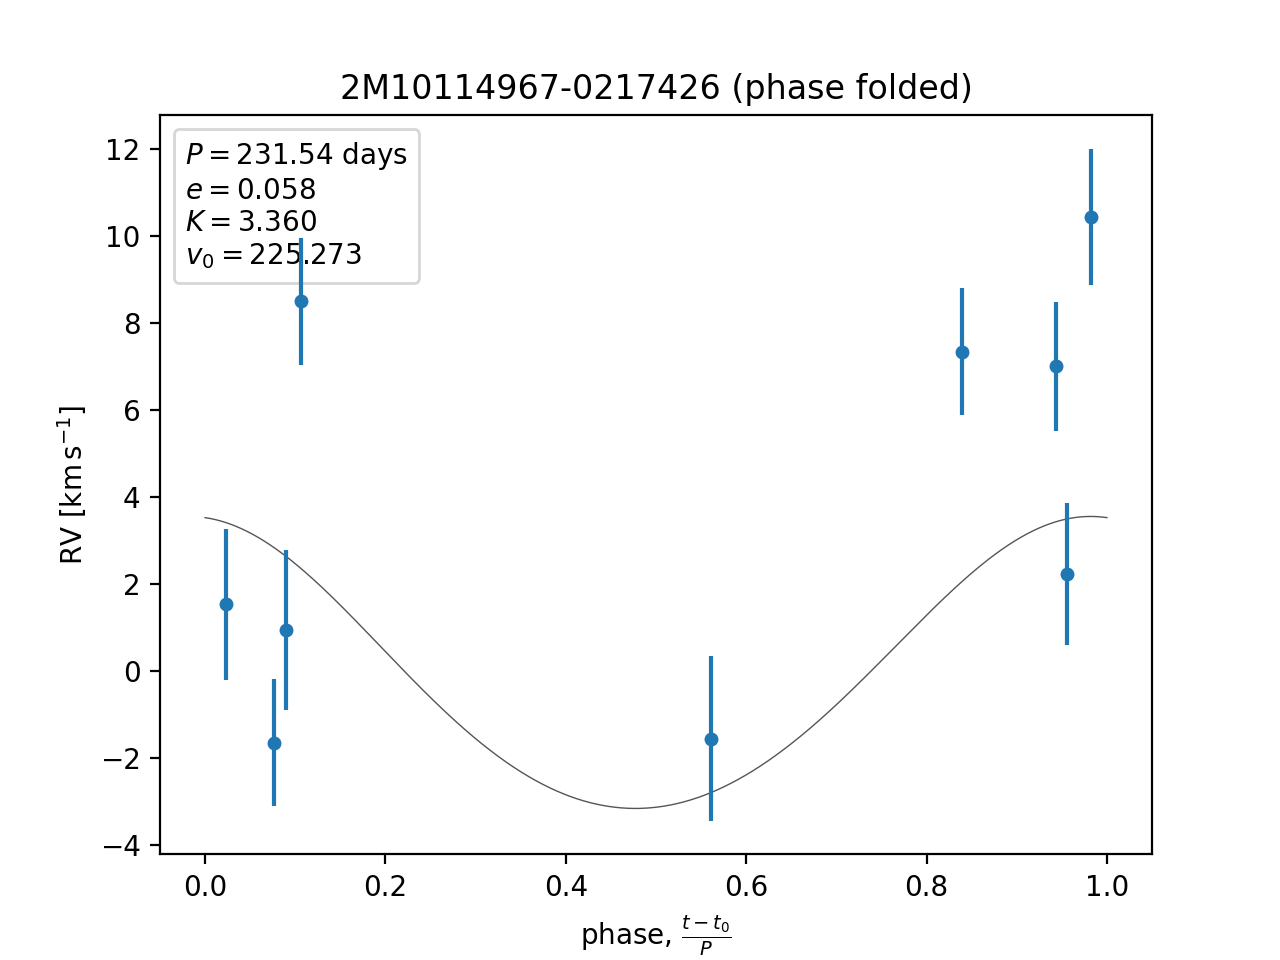 2M10114967-0217426 (phase folded)
P = 231.54 days
e = 0.058
K = 3.360
v₀ = 225.273
12
10
8
6
4
2
0
−2
−4
RV [km s⁻¹]
0.0 0.2 0.4 0.6 0.8 1.0
phase, (t − t₀)/P